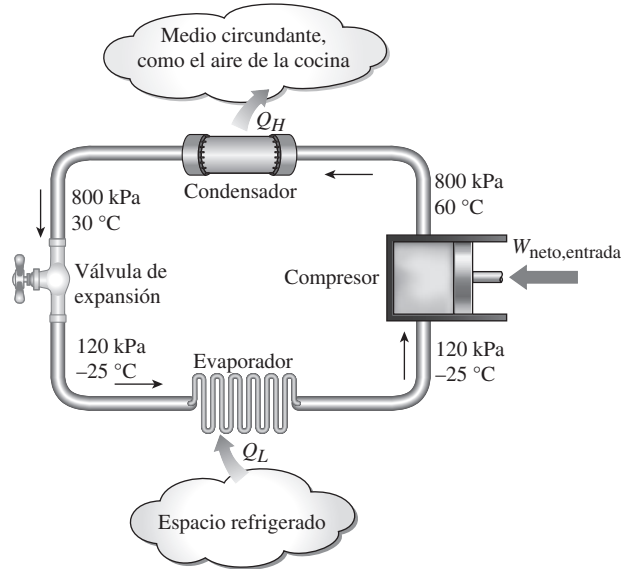 Medio circundante,
como el aire de la cocina
Q_H
Condensador
800 kPa
30 °C
800 kPa
60 °C
Válvula de
expansión
Compresor
W_neto,entrada
120 kPa
–25 °C
Evaporador
120 kPa
–25 °C
Q_L
Espacio refrigerado